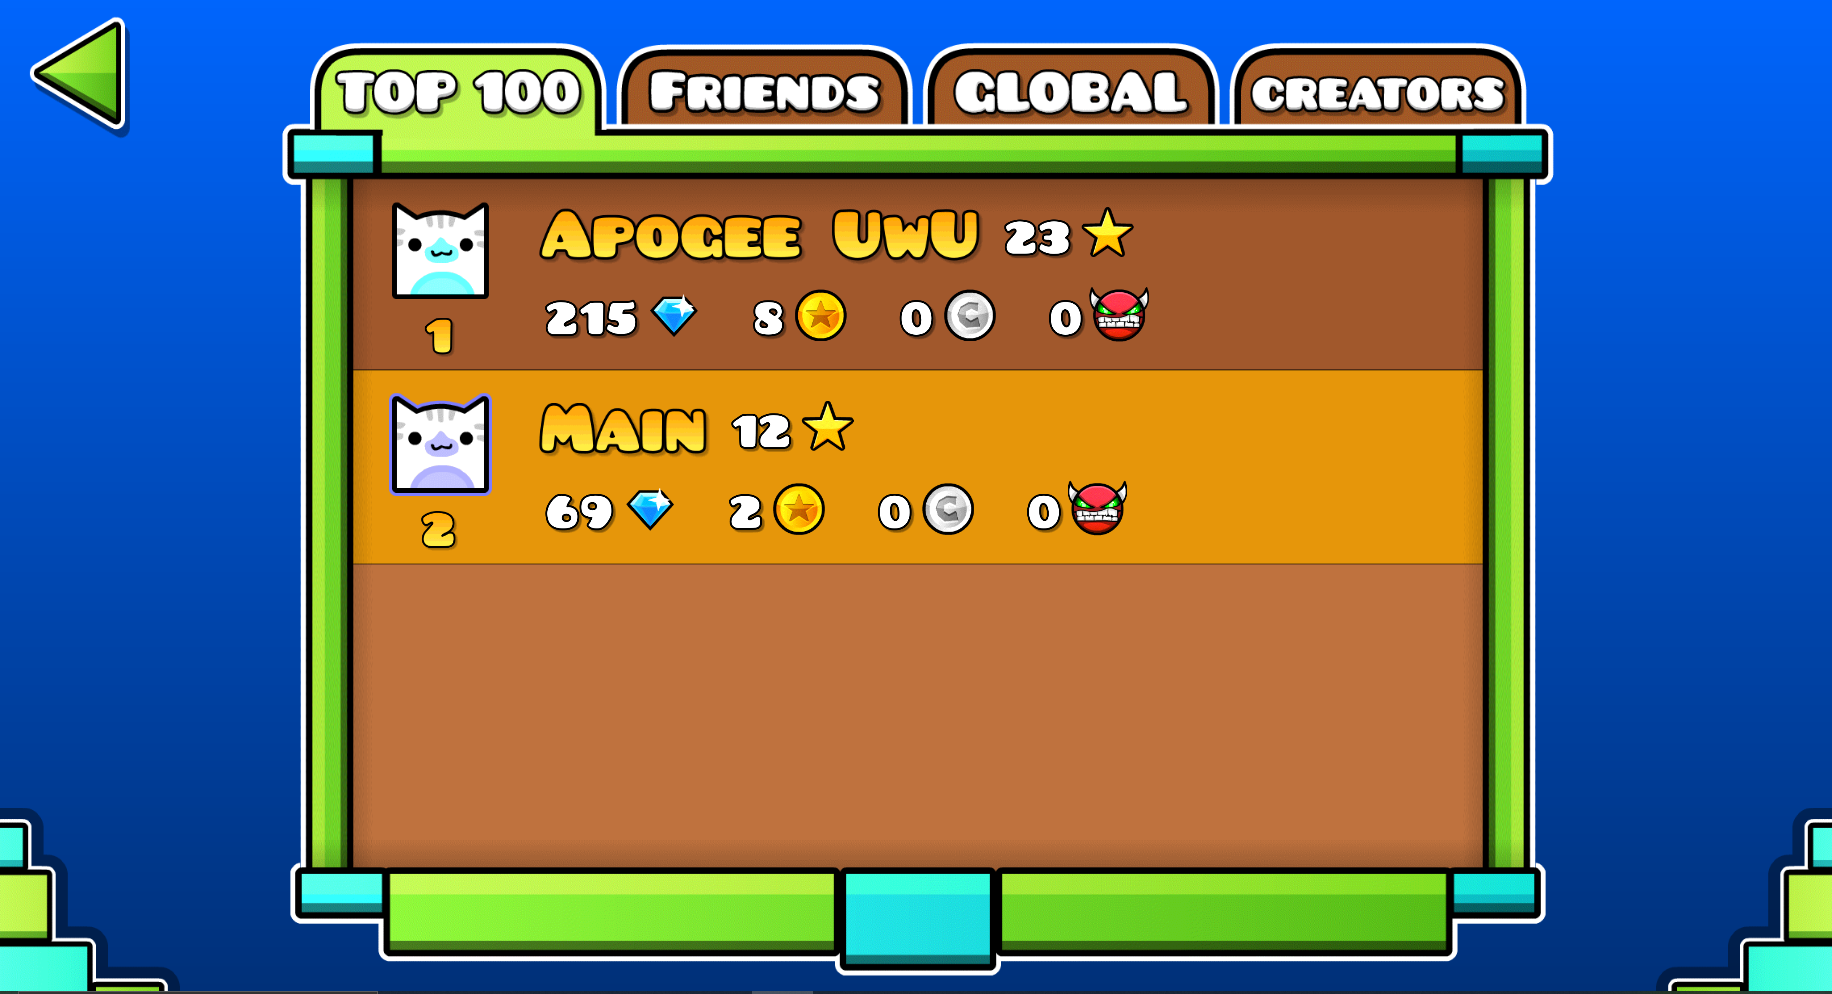 TOP 100
FRIENDS
GLOBAL
CREATORS
APOGEE UWU 23
215 8 0 0
1
MAIN 12
69 2 0 0
2